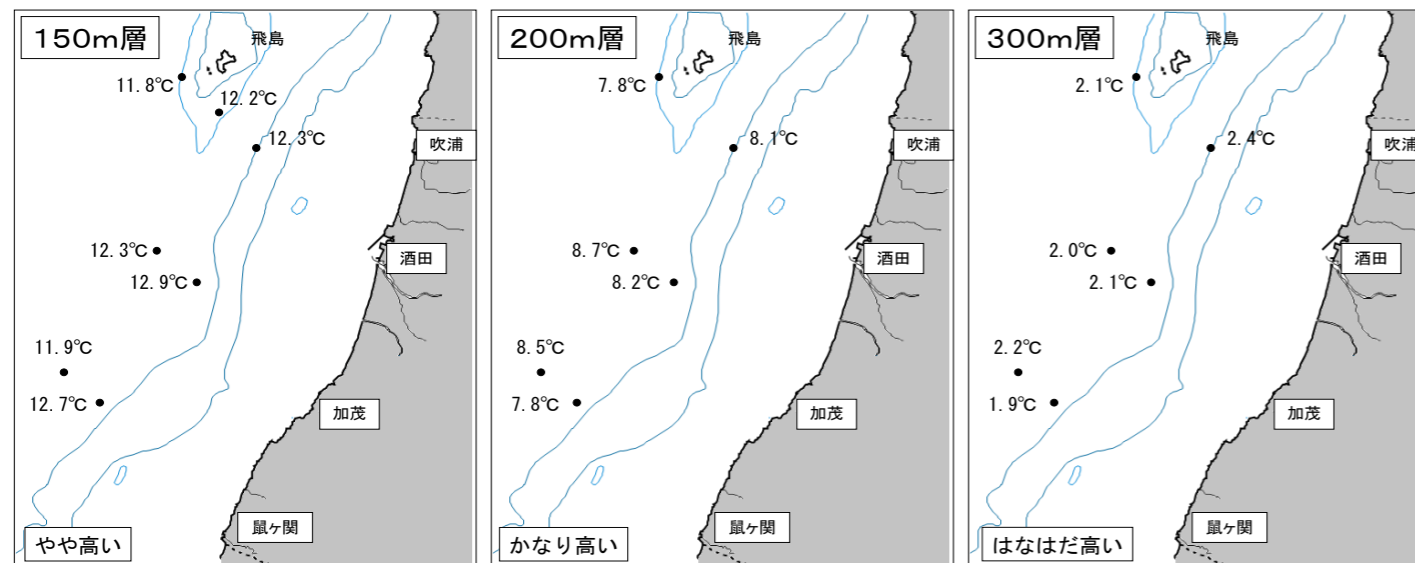 150m層
飛島
11.8℃
12.2℃
12.3℃
吹浦
12.3℃
酒田
12.9℃
11.9℃
12.7℃
加茂
鼠ヶ関
やや高い
200m層
飛島
7.8℃
8.1℃
吹浦
8.7℃
酒田
8.2℃
8.5℃
7.8℃
加茂
鼠ヶ関
かなり高い
300m層
飛島
2.1℃
2.4℃
吹浦
2.0℃
酒田
2.1℃
2.2℃
1.9℃
加茂
鼠ヶ関
はなはだ高い